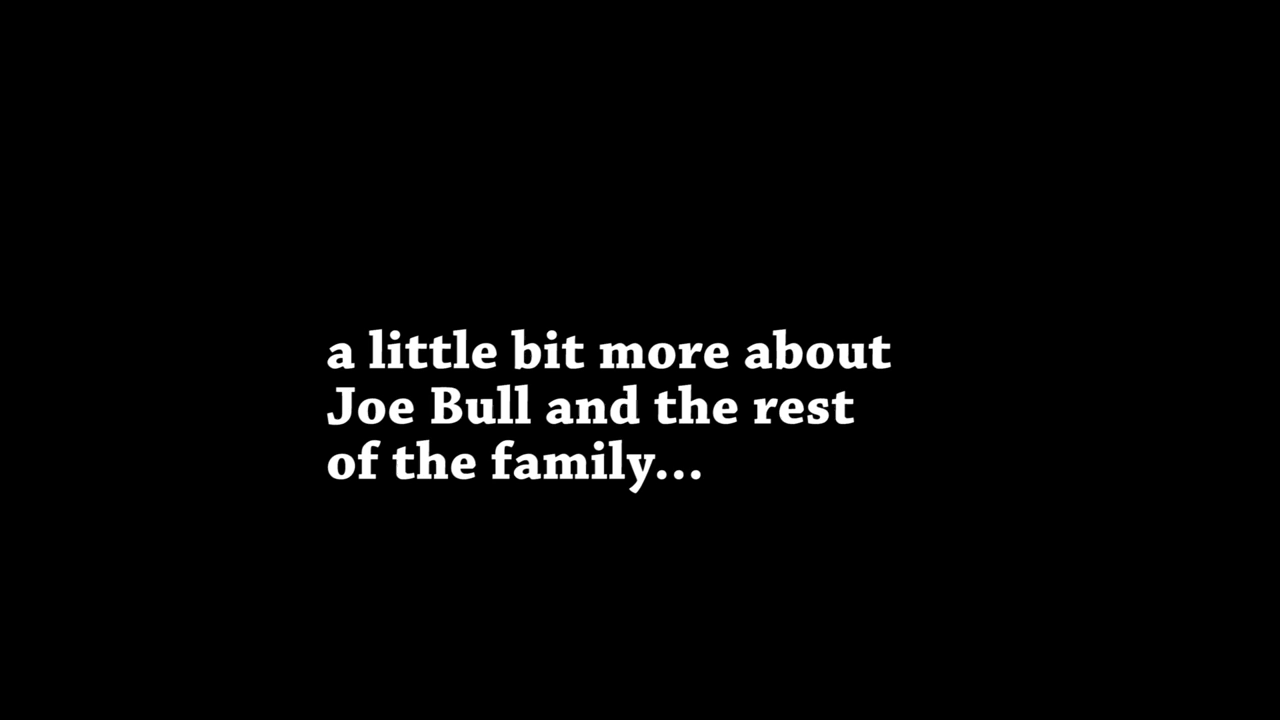 a little bit more about
Joe Bull and the rest
of the family...